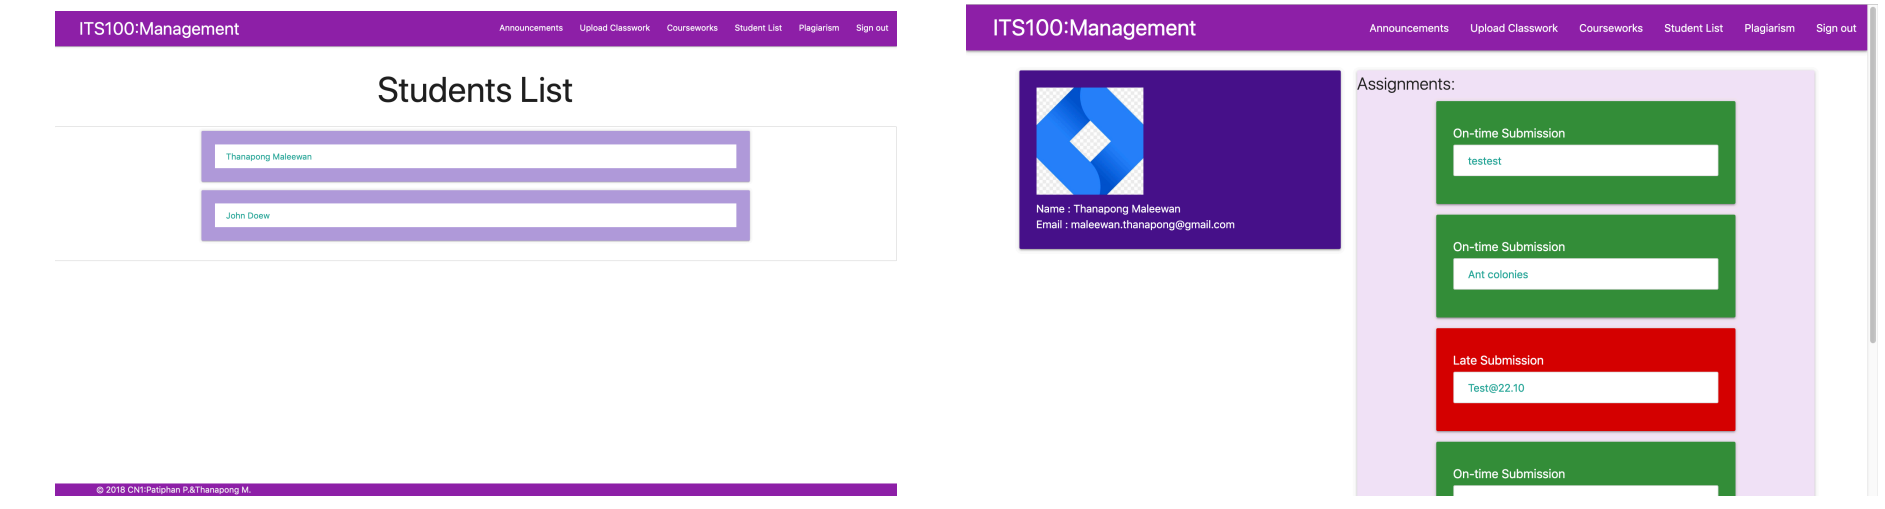 ITS100:Management
Announcements Upload Classwork Courseworks Student List Plagiarism Sign out
Students List
Thanapong Maleewan
John Doew
© 2018 CN1:Patiphan P.&Thanapong M.
ITS100:Management
Announcements Upload Classwork Courseworks Student List Plagiarism Sign out
Name : Thanapong Maleewan
Email : maleewan.thanapong@gmail.com
Assignments:
On-time Submission
testest
On-time Submission
Ant colonies
Late Submission
Test@22.10
On-time Submission